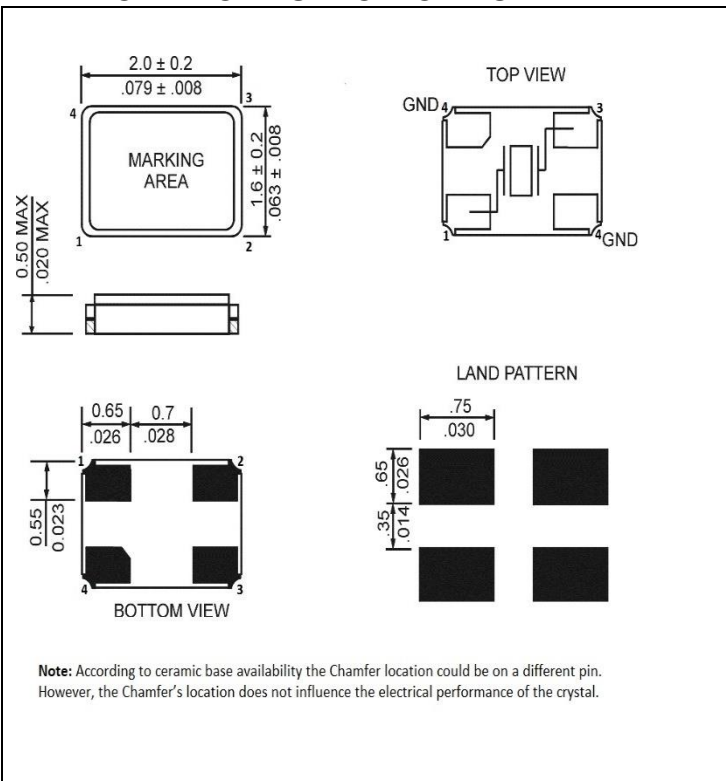 2.0 ± 0.2
.079 ± .008
4
3
MARKING
AREA
1.6 ± 0.2
.063 ± .008
1
2
0.50 MAX
.020 MAX
TOP VIEW
GND 4
3
1
4 GND
LAND PATTERN
.75
.030
.65
.026
.35
.014
0.65
0.7
.026
.028
1
2
0.55
0.023
4
3
BOTTOM VIEW
Note: According to ceramic base availability the Chamfer location could be on a different pin.
However, the Chamfer's location does not influence the electrical performance of the crystal.